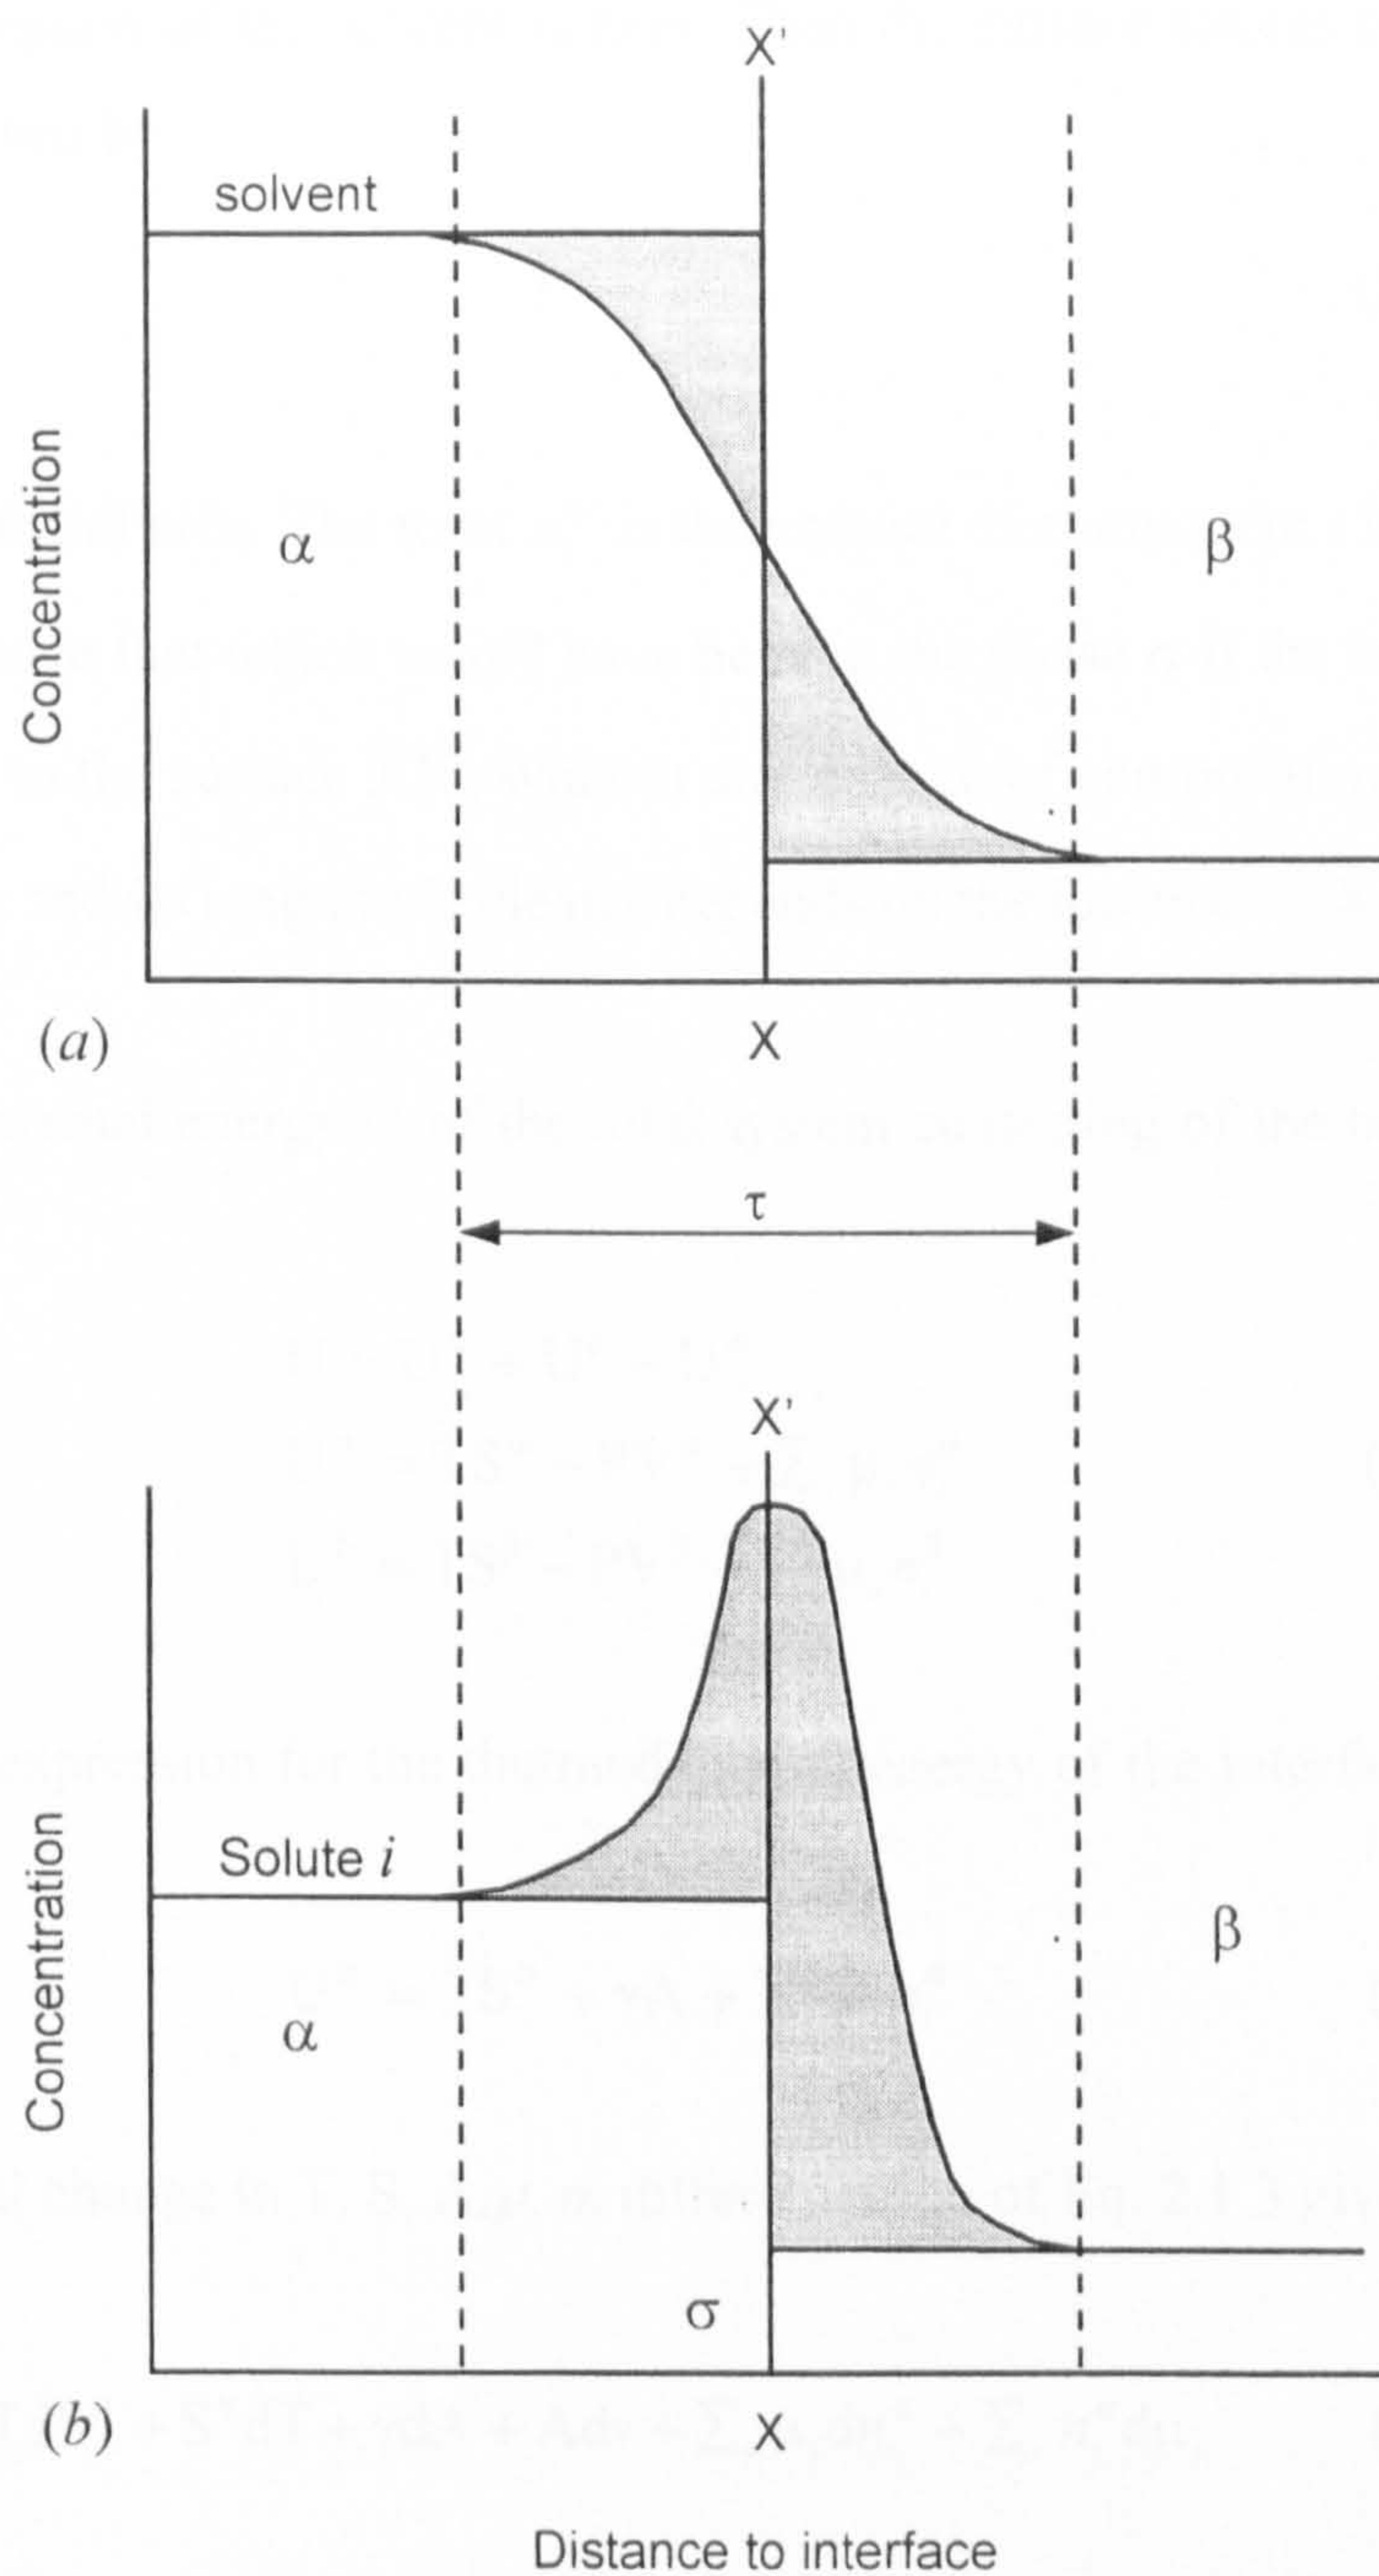 X'
solvent
Concentration
α
β
(a)
X
τ
X'
Solute i
Concentration
α
β
σ
(b)
X
Distance to interface